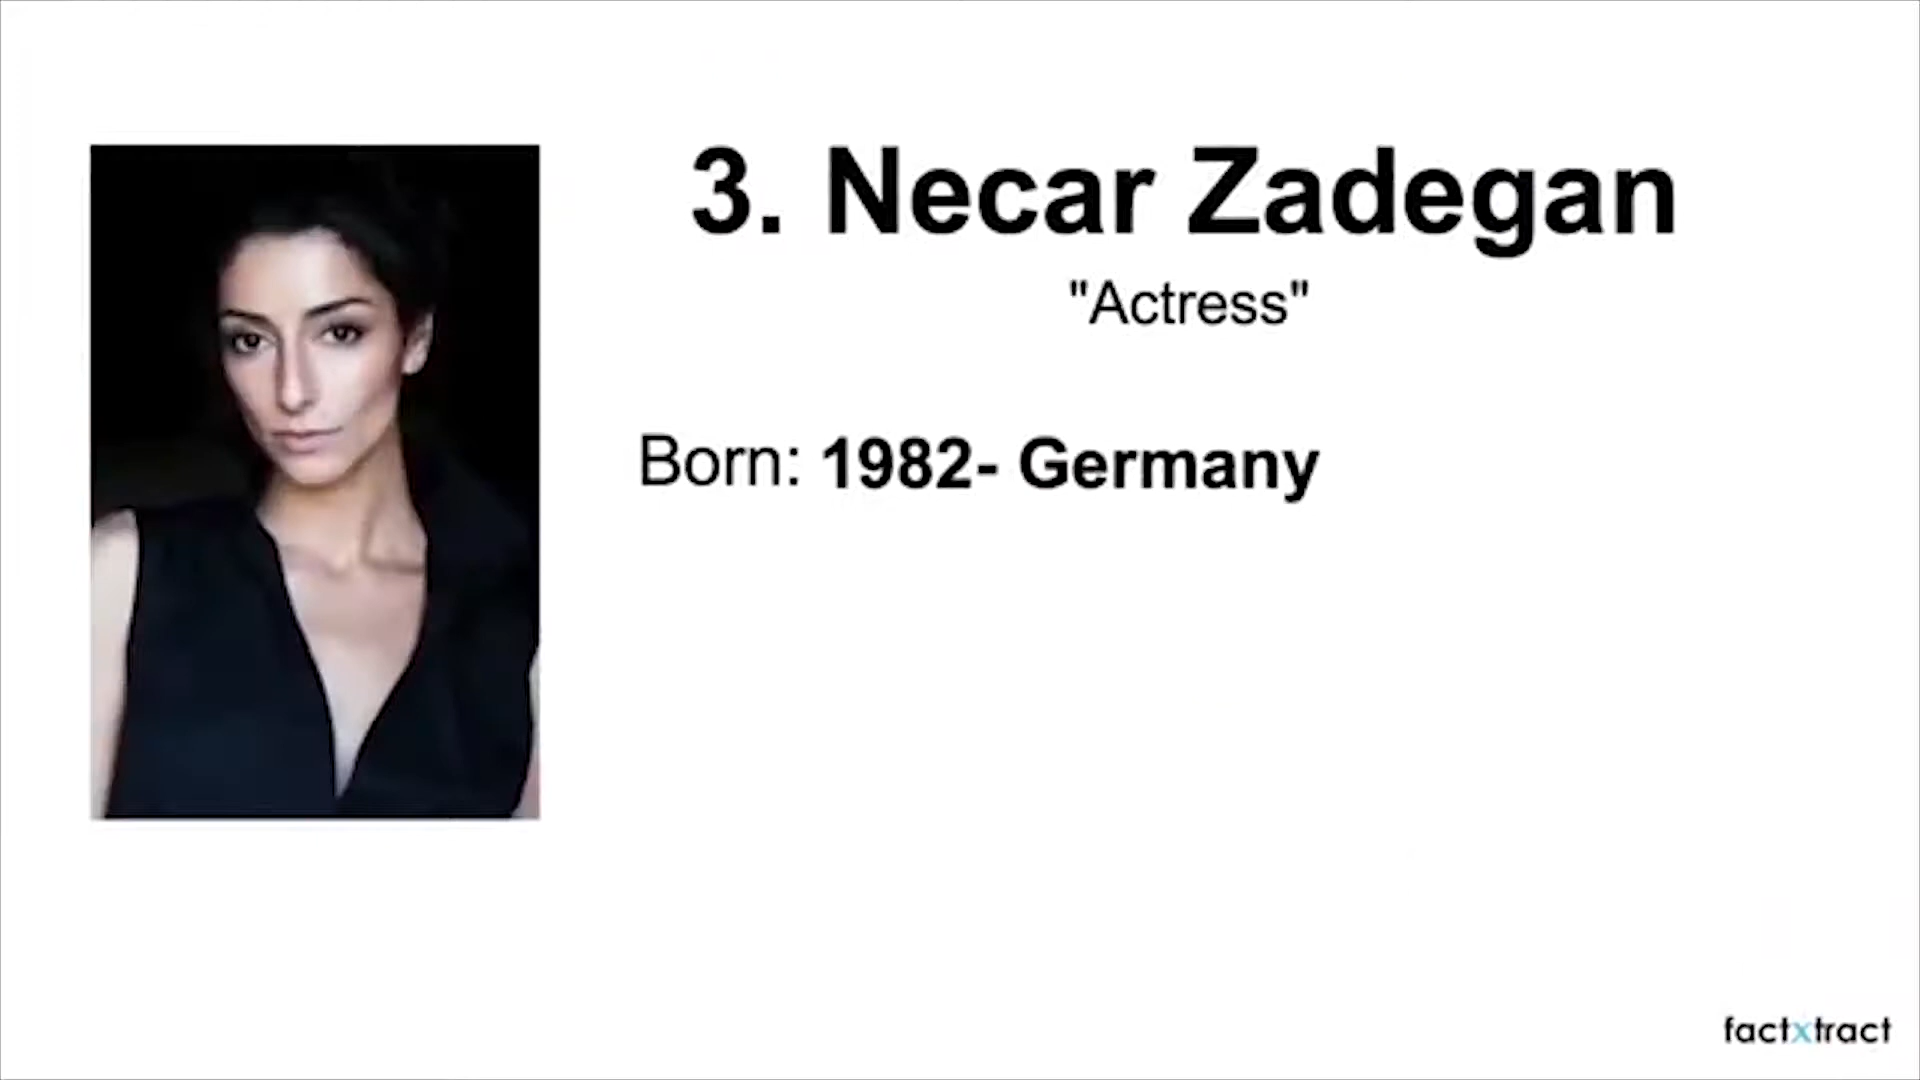 3. Necar Zadegan
"Actress"
Born: 1982- Germany
factxtract